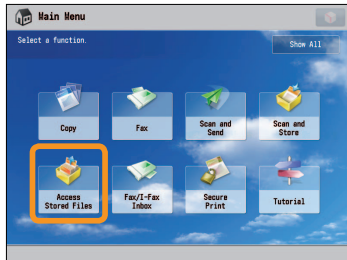 Main Menu
Select a function.
Show All
Copy
Fax
Scan and
Send
Scan and
Store
Access
Stored Files
Fax/I-Fax
Inbox
Secure
Print
Tutorial